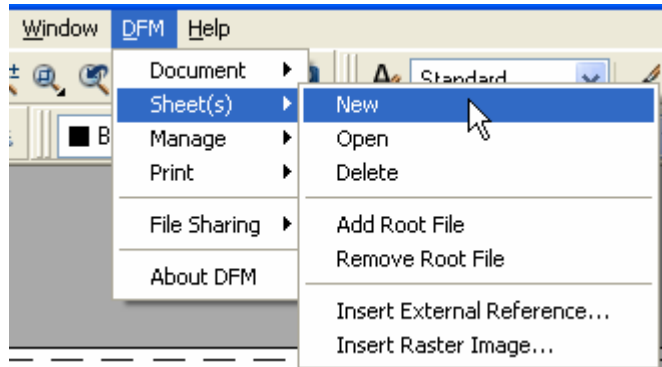 Window DFM Help
Standard
B
Document
Sheet(s)
Manage
Print
File Sharing
About DFM
New
Open
Delete
Add Root File
Remove Root File
Insert External Reference...
Insert Raster Image...